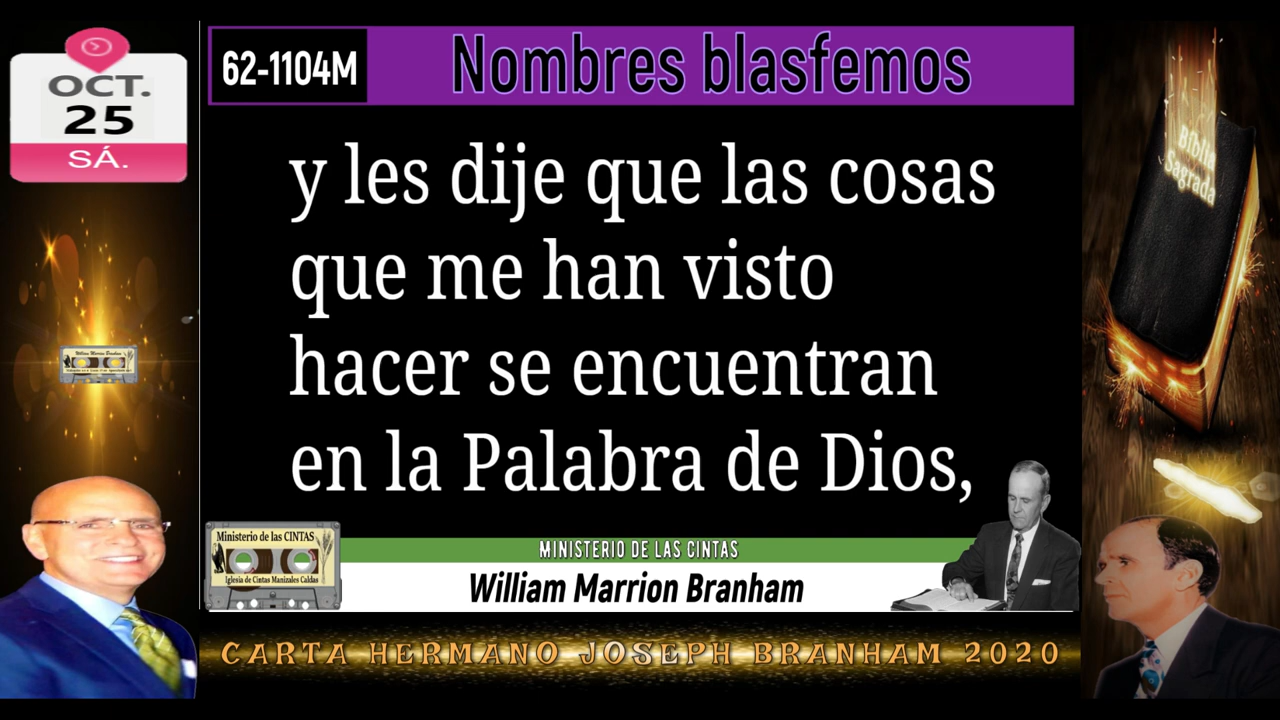 OCT.
25
SÁ.
62-1104M
Nombres blasfemos
y les dije que las cosas
que me han visto
hacer se encuentran
en la Palabra de Dios,
Biblia
Sagrada
Ministerio de las CINTAS
Iglesia de Cintas Manizales Caldas
MINISTERIO DE LAS CINTAS
William Marrion Branham
CARTA HERMANO JOSEPH BRANHAM 2020